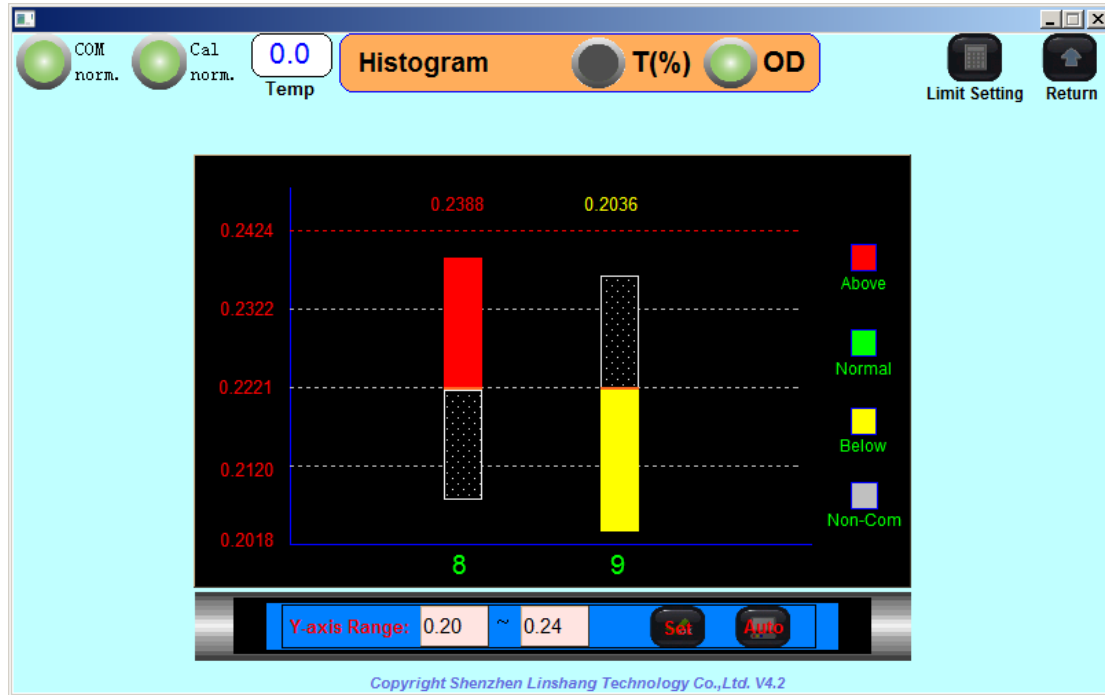 COM
norm.
Cal
norm.
0.0
Temp
Histogram
T(%)
OD
Limit Setting
Return
0.2388
0.2036
0.2424
0.2322
0.2221
0.2120
0.2018
Above
Normal
Below
Non-Com
8
9
Y-axis Range: 0.20 ~ 0.24
Set
Auto
Copyright Shenzhen Linshang Technology Co.,Ltd. V4.2